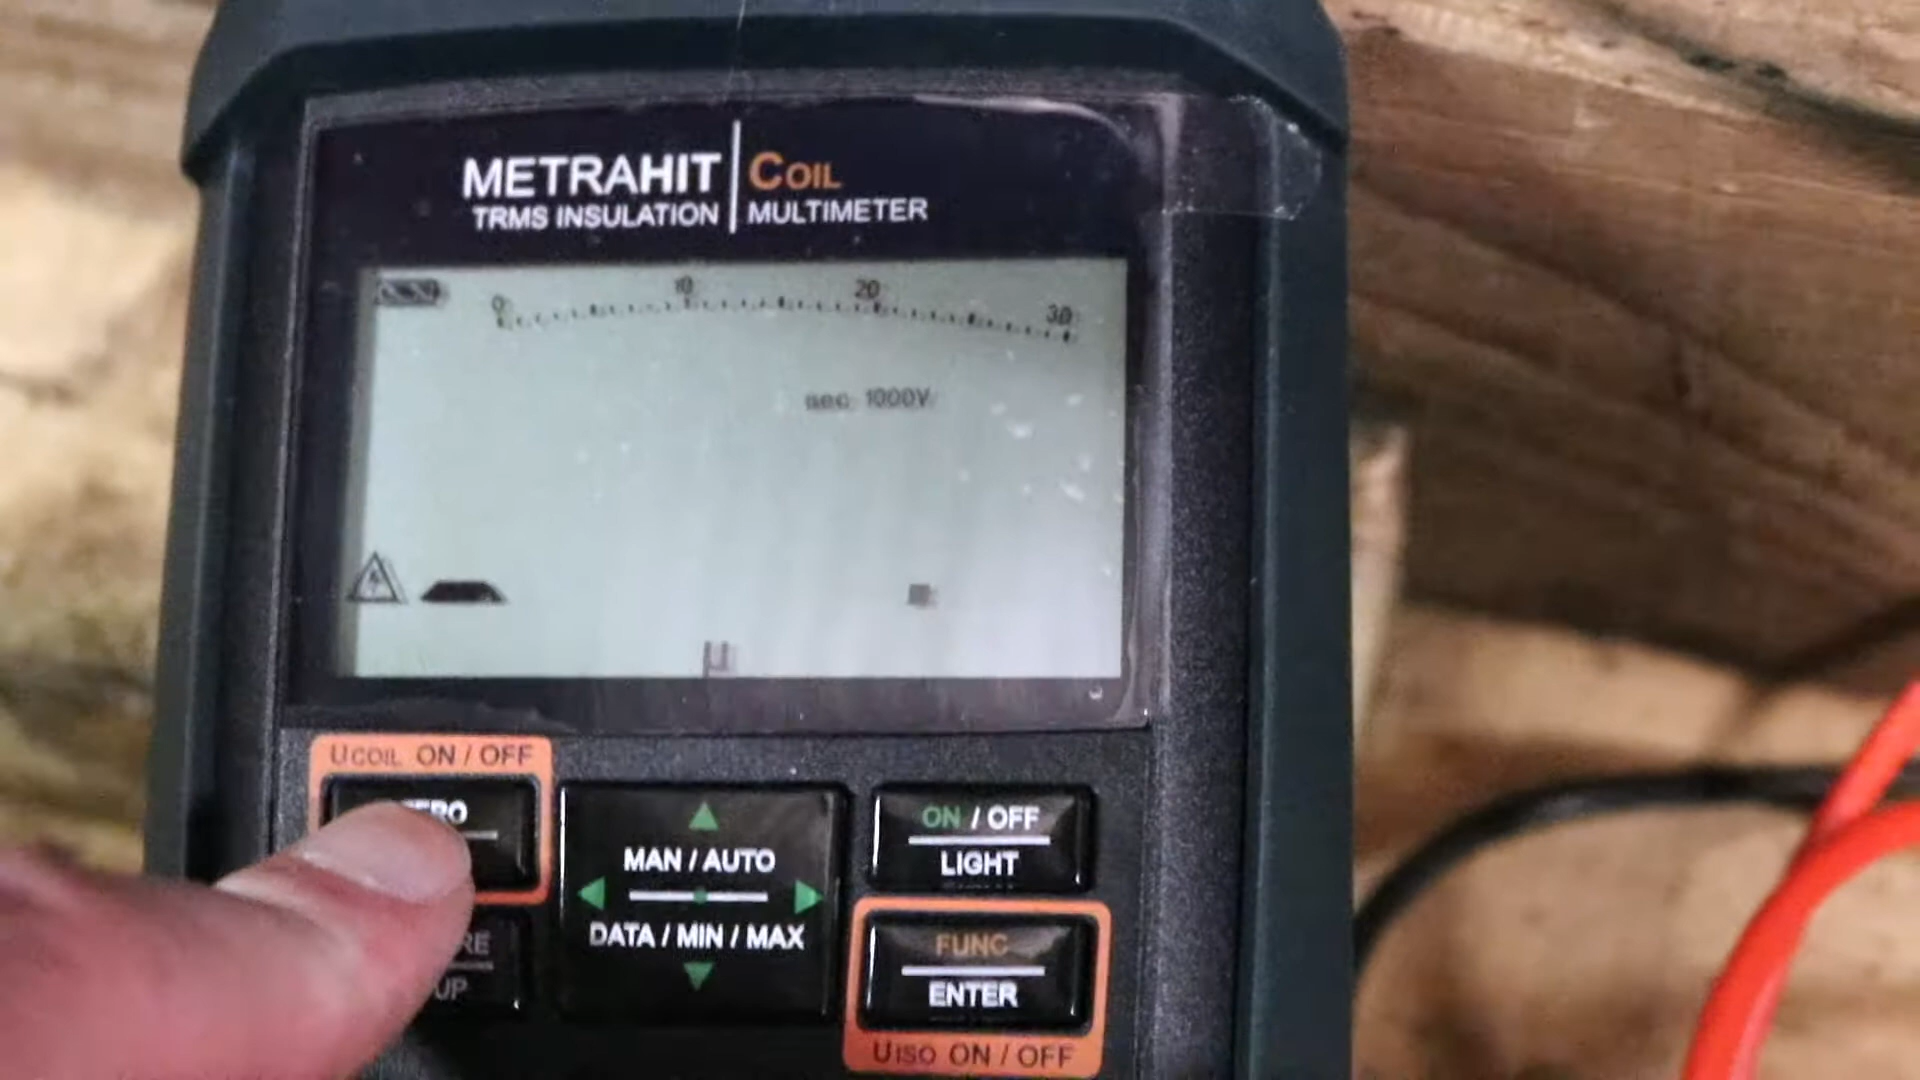 METRAHIT COIL
TRMS INSULATION MULTIMETER
0 10 20 30
sec 1000V
UCOIL ON / OFF
ON / OFF
LIGHT
MAN / AUTO
DATA / MIN / MAX
FUNC
ENTER
UISO ON / OFF